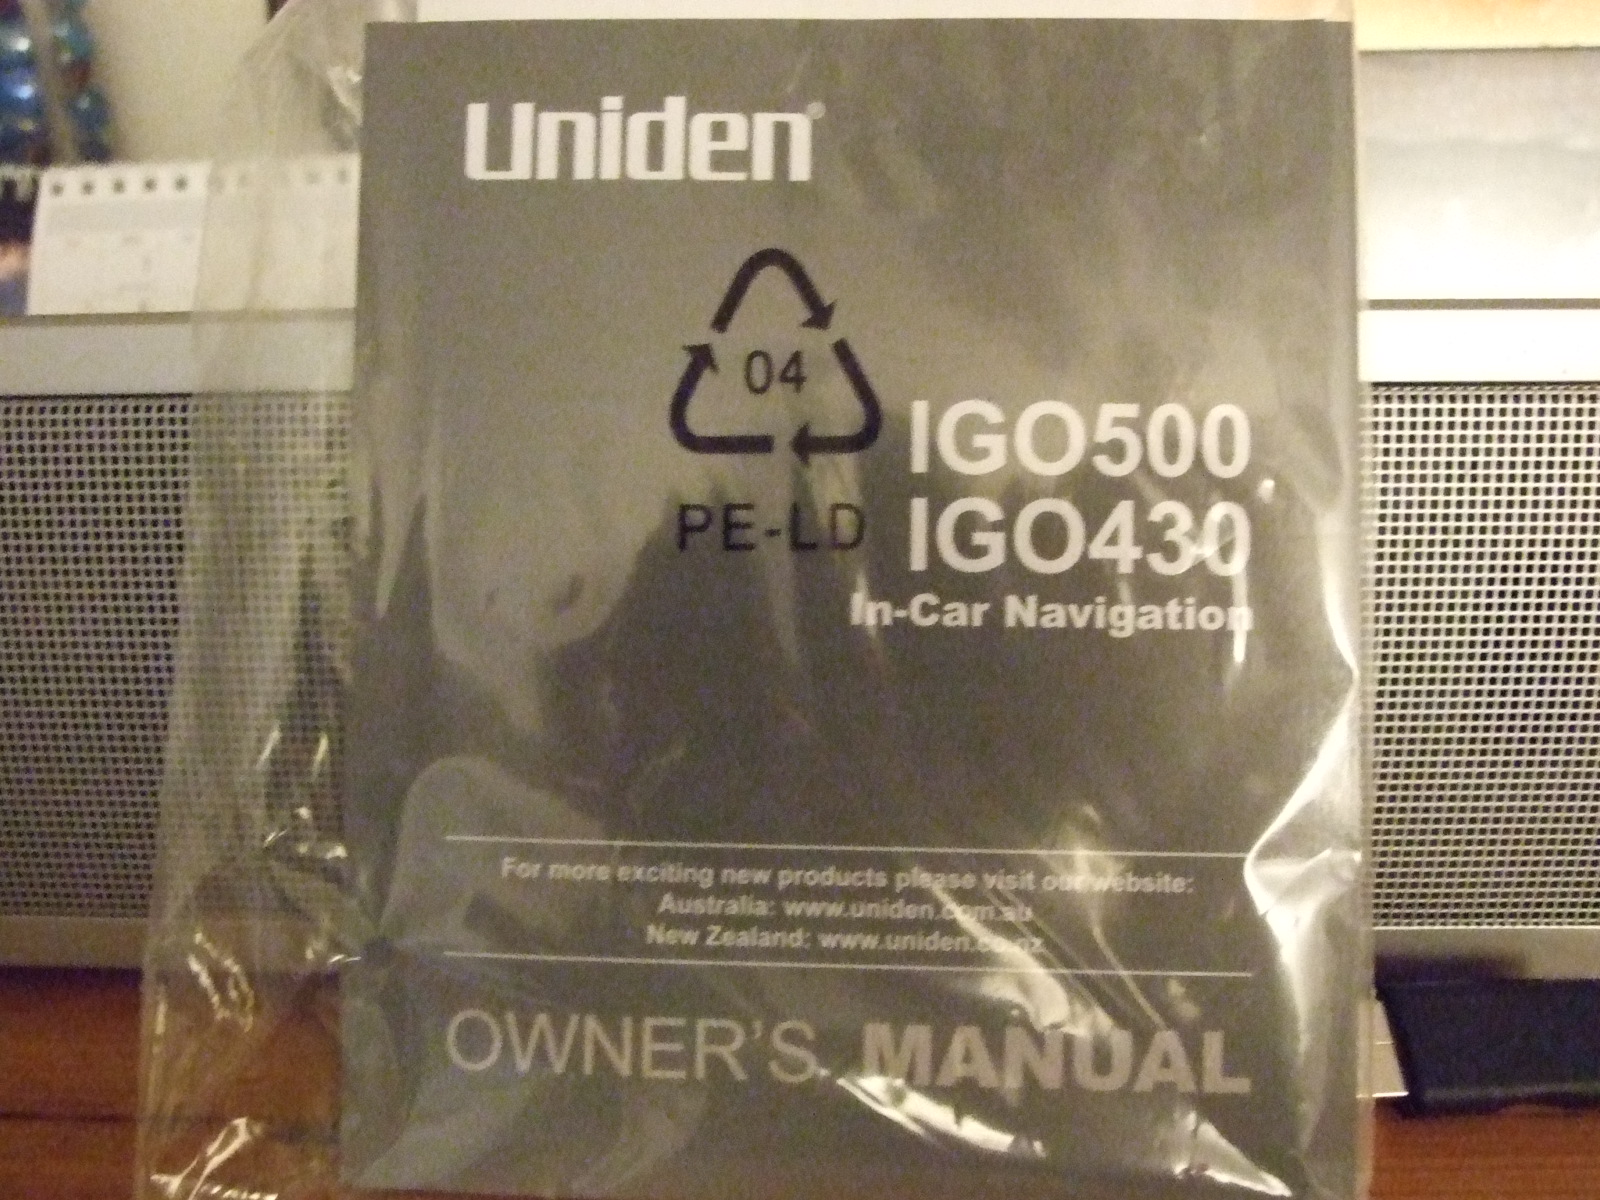 Uniden®
04
PE-LD
IGO500
IGO430
In-Car Navigation
For more exciting new products please visit our website:
Australia: www.uniden.com.au
New Zealand: www.uniden.co.nz
OWNER'S MANUAL